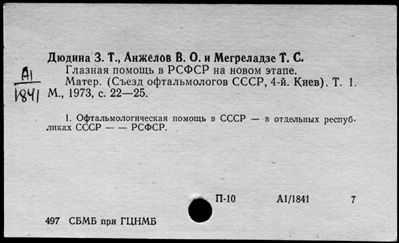 Дюдина З. Т., Анжелов В. О. и Мегреладзе Т. С.
Глазная помощь в РСФСР на новом этапе.
А1
1841
Матер. (Съезд офтальмологов СССР, 4-й. Киев). Т. 1.
М., 1973, с. 22—25.
1. Офтальмологическая помощь в СССР — в отдельных респуб-
ликах СССР — — РСФСР.
П-10 А1/1841 7
497 СБМБ при ГЦНМБ